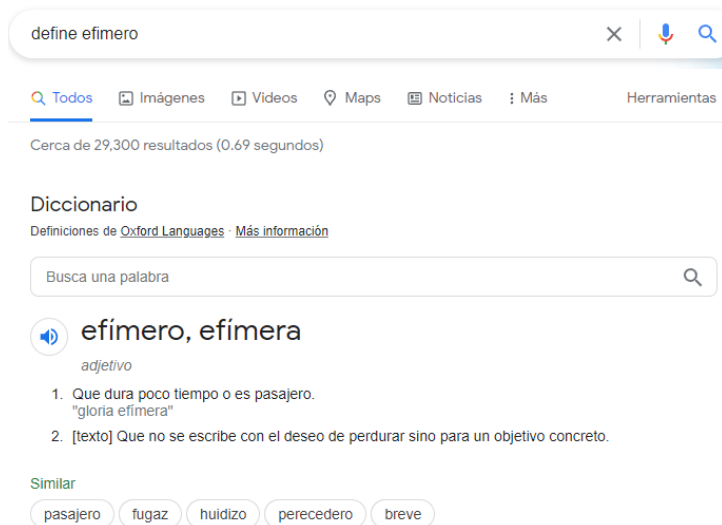 define efimero
Todos Imágenes Videos Maps Noticias Más Herramientas
Cerca de 29,300 resultados (0.69 segundos)
Diccionario
Definiciones de Oxford Languages · Más información
Busca una palabra
efímero, efímera
adjetivo
1. Que dura poco tiempo o es pasajero.
"gloria efímera"
2. [texto] Que no se escribe con el deseo de perdurar sino para un objetivo concreto.
Similar
pasajero fugaz huidizo perecedero breve